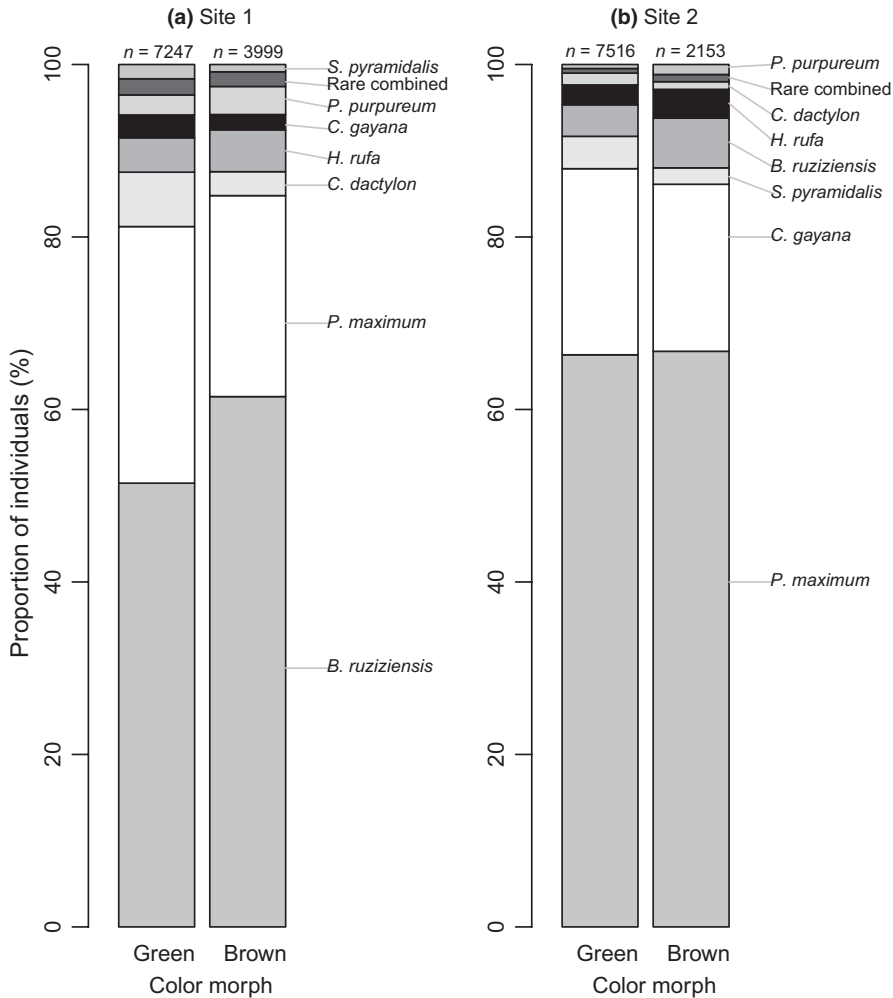 (a) Site 1
n = 7247
n = 3999
S. pyramidalis
Rare combined
P. purpureum
C. gayana
H. rufa
C. dactylon
P. maximum
B. ruziziensis
100
80
60
40
20
0
Proportion of individuals (%)
Green
Brown
Color morph
(b) Site 2
n = 7516
n = 2153
P. purpureum
Rare combined
C. dactylon
H. rufa
B. ruziziensis
S. pyramidalis
C. gayana
P. maximum
100
80
60
40
20
0
Green
Brown
Color morph